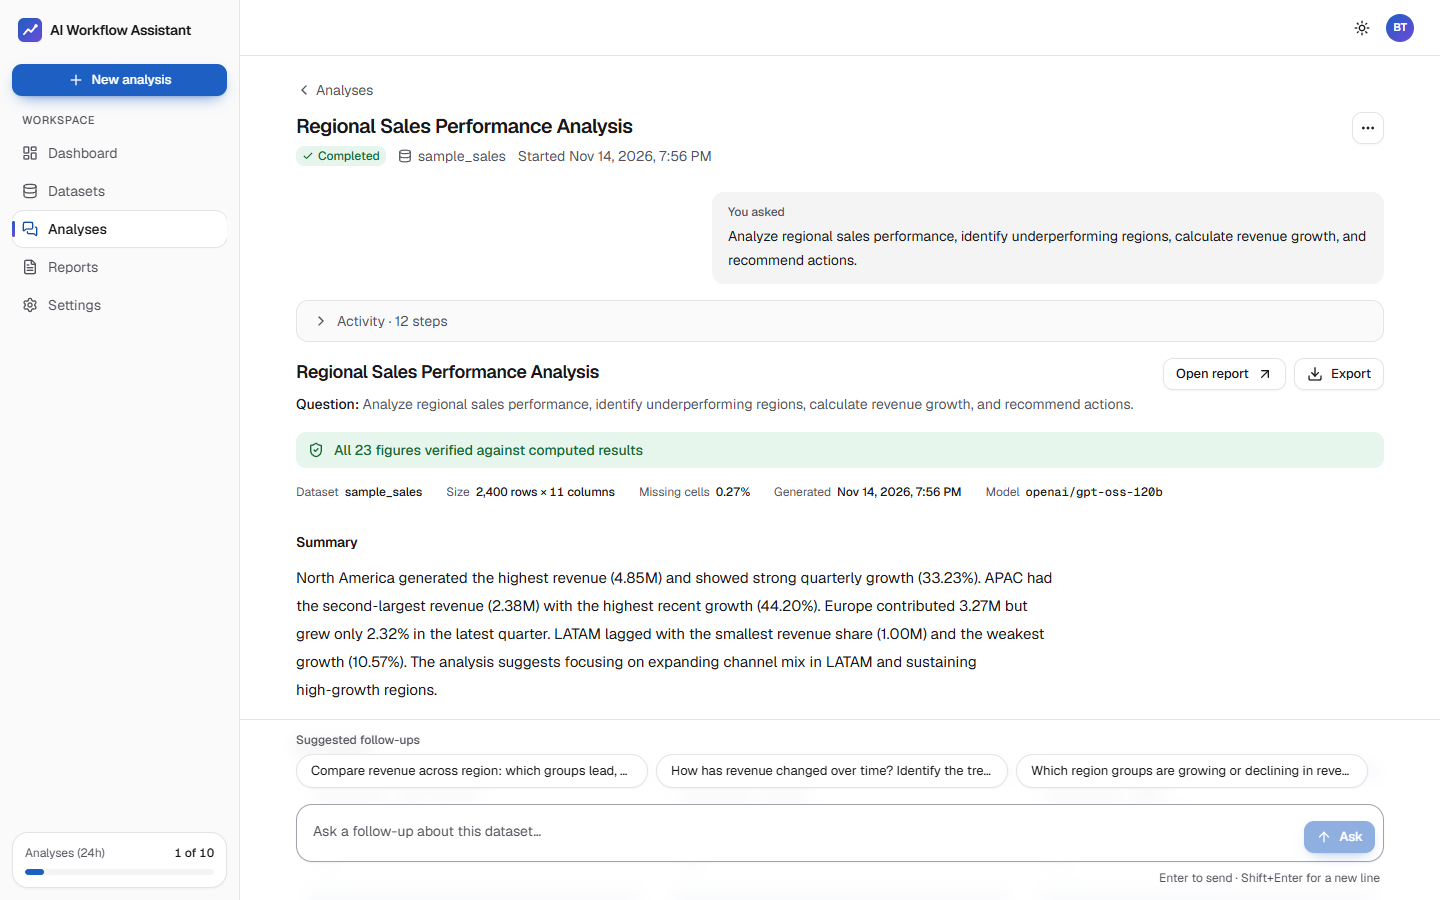 AI Workflow Assistant
BT
New analysis
WORKSPACE
Dashboard
Datasets
Analyses
Reports
Settings
Analyses (24h) 1 of 10
Analyses
Regional Sales Performance Analysis
Completed sample_sales Started Nov 14, 2026, 7:56 PM
You asked
Analyze regional sales performance, identify underperforming regions, calculate revenue growth, and
recommend actions.
Activity · 12 steps
Regional Sales Performance Analysis
Open report Export
Question: Analyze regional sales performance, identify underperforming regions, calculate revenue growth, and recommend actions.
All 23 figures verified against computed results
Dataset sample_sales Size 2,400 rows × 11 columns Missing cells 0.27% Generated Nov 14, 2026, 7:56 PM Model openai/gpt-oss-120b
Summary
North America generated the highest revenue (4.85M) and showed strong quarterly growth (33.23%). APAC had
the second-largest revenue (2.38M) with the highest recent growth (44.20%). Europe contributed 3.27M but
grew only 2.32% in the latest quarter. LATAM lagged with the smallest revenue share (1.00M) and the weakest
growth (10.57%). The analysis suggests focusing on expanding channel mix in LATAM and sustaining
high-growth regions.
Suggested follow-ups
Compare revenue across region: which groups lead, ...
How has revenue changed over time? Identify the tre...
Which region groups are growing or declining in reve...
Ask a follow-up about this dataset...
Ask
Enter to send · Shift+Enter for a new line